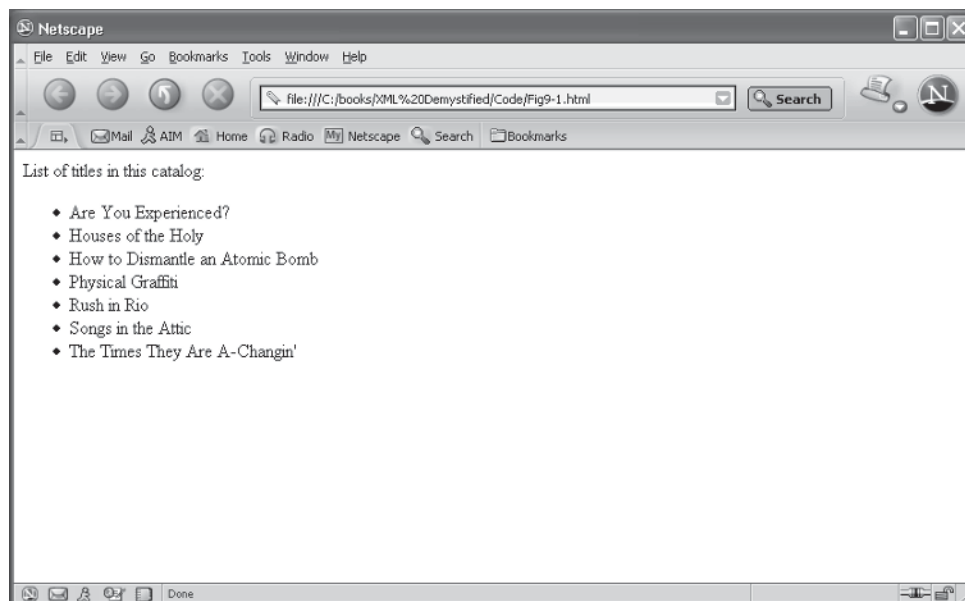 Netscape
File Edit View Go Bookmarks Tools Window Help
file:///C:/books/XML%20Demystified/Code/Fig9-1.html Search N
Mail AIM Home Radio My Netscape Search Bookmarks
List of titles in this catalog:
Are You Experienced?
Houses of the Holy
How to Dismantle an Atomic Bomb
Physical Graffiti
Rush in Rio
Songs in the Attic
The Times They Are A-Changin'
Done